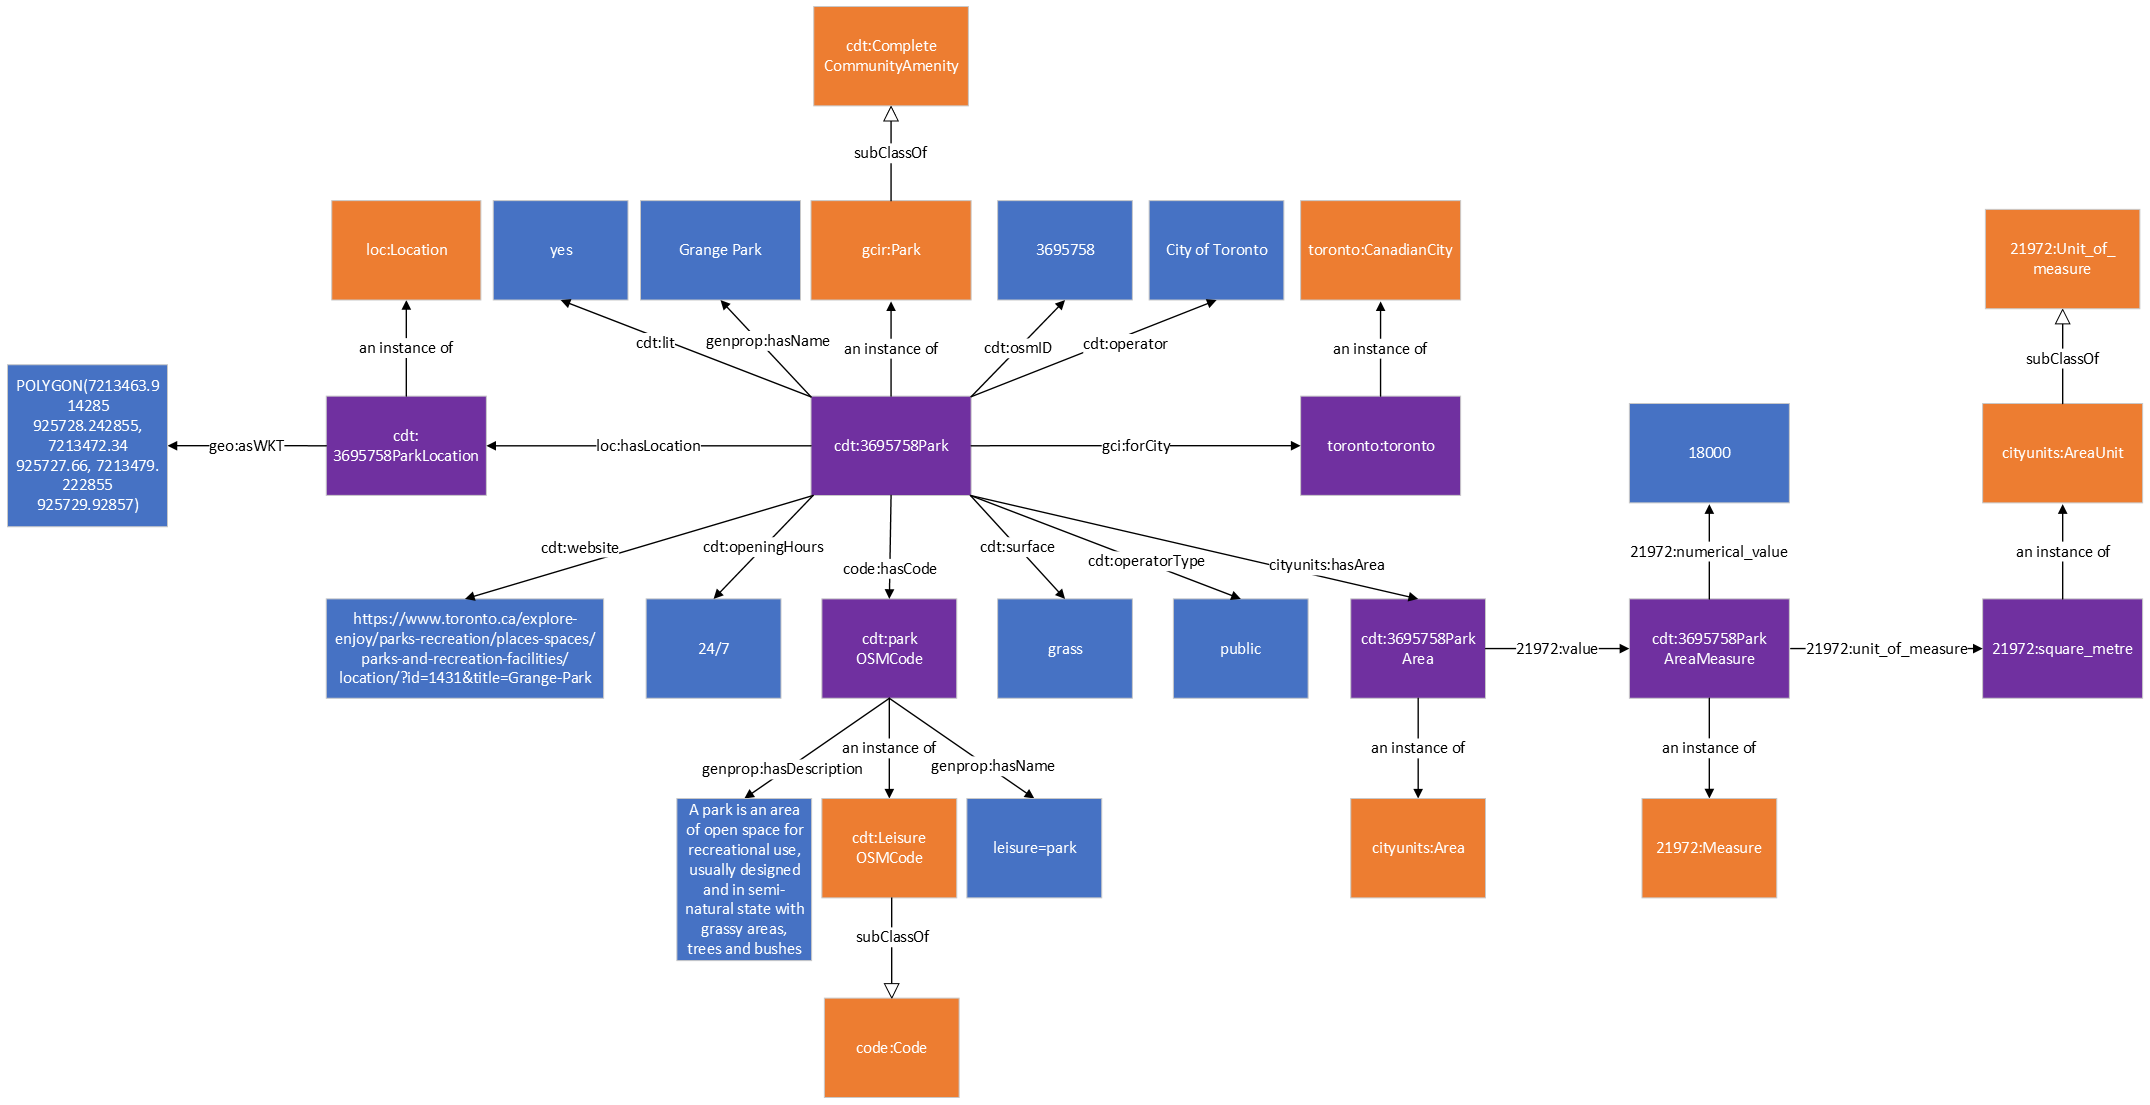 cdt:Complete
CommunityAmenity
subClassOf
loc:Location
yes
Grange Park
gcir:Park
3695758
City of Toronto
toronto:CanadianCity
21972:Unit_of_
measure
an instance of
cdt:lit
genprop:hasName
an instance of
cdt:osmID
cdt:operator
an instance of
subClassOf
POLYGON(7213463.9
14285
925728.242855,
7213472.34
925727.66, 7213479.
222855
925729.92857)
geo:asWKT
cdt:
3695758ParkLocation
loc:hasLocation
cdt:3695758Park
gci:forCity
toronto:toronto
18000
cityunits:AreaUnit
cdt:website
cdt:openingHours
code:hasCode
cdt:surface
cdt:operatorType
cityunits:hasArea
21972:numerical_value
an instance of
https://www.toronto.ca/explore-
enjoy/parks-recreation/places-spaces/
parks-and-recreation-facilities/
location/?id=1431&title=Grange-Park
24/7
cdt:park
OSMCode
grass
public
cdt:3695758Park
Area
21972:value
cdt:3695758Park
AreaMeasure
21972:unit_of_measure
21972:square_metre
genprop:hasDescription
an instance of
genprop:hasName
an instance of
an instance of
A park is an area
of open space for
recreational use,
usually designed
and in semi-
natural state with
grassy areas,
trees and bushes
cdt:Leisure
OSMCode
leisure=park
cityunits:Area
21972:Measure
subClassOf
code:Code